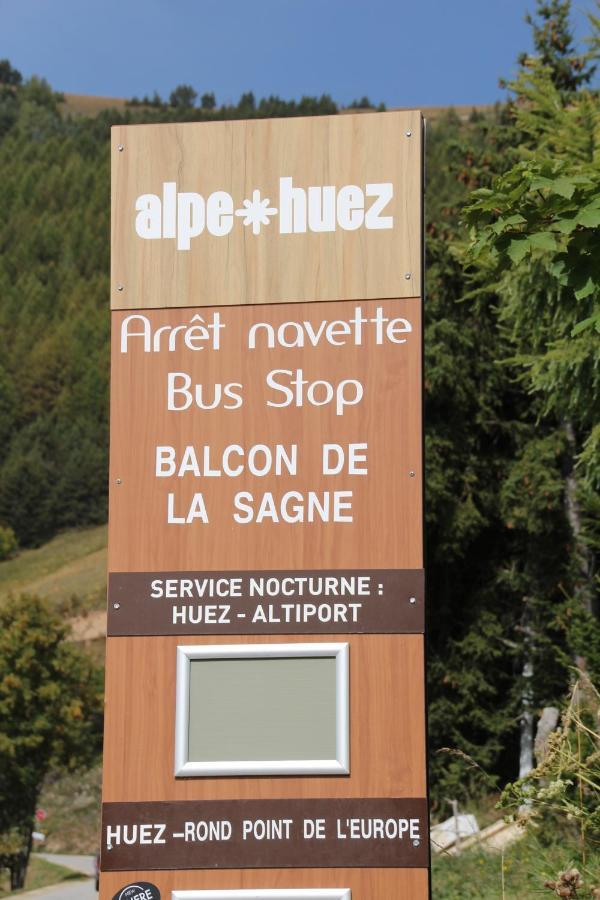 alpe*huez
Arrêt navette
Bus Stop
BALCON DE
LA SAGNE
SERVICE NOCTURNE :
HUEZ - ALTIPORT
HUEZ –ROND POINT DE L'EUROPE